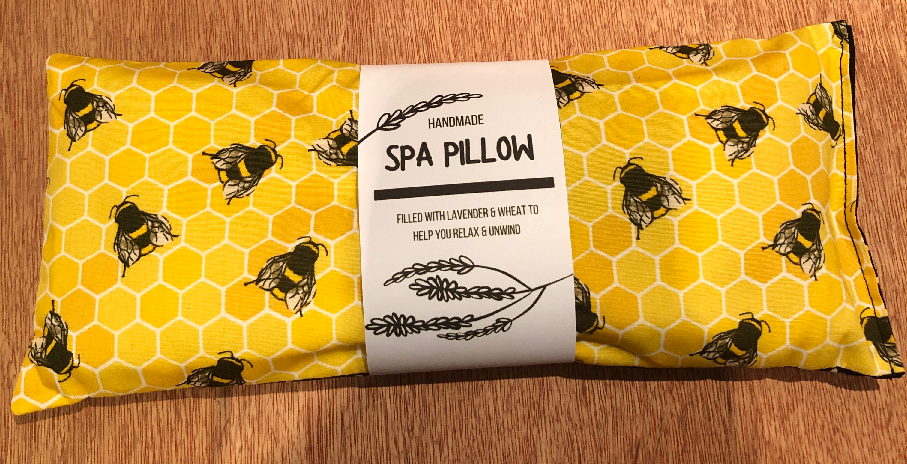 HANDMADE
SPA PILLOW
FILLED WITH LAVENDER & WHEAT TO
HELP YOU RELAX & UNWIND